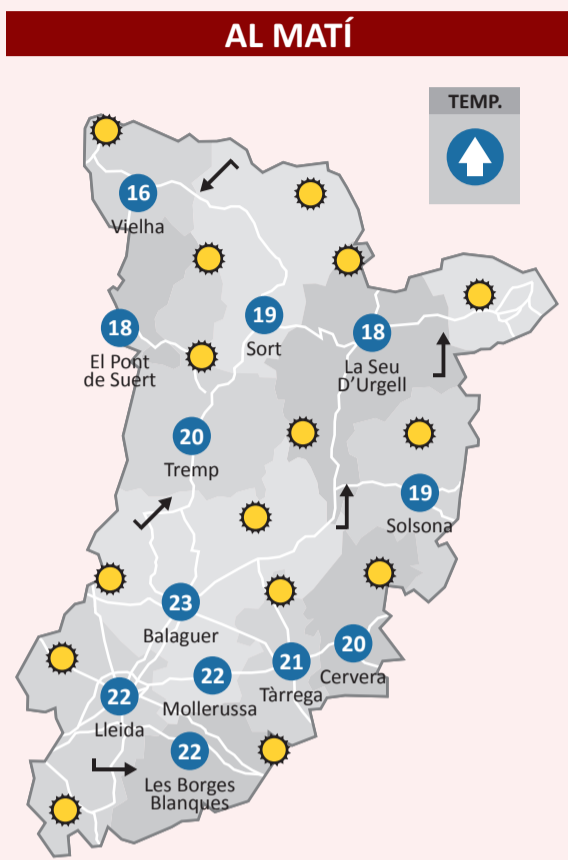 AL MATÍ
TEMP.
16
Vielha
18
El Pont
de Suert
19
Sort
18
La Seu
D'Urgell
20
Tremp
19
Solsona
23
Balaguer
20
Cervera
21
Tàrrega
22
Mollerussa
22
Lleida
22
Les Borges
Blanques